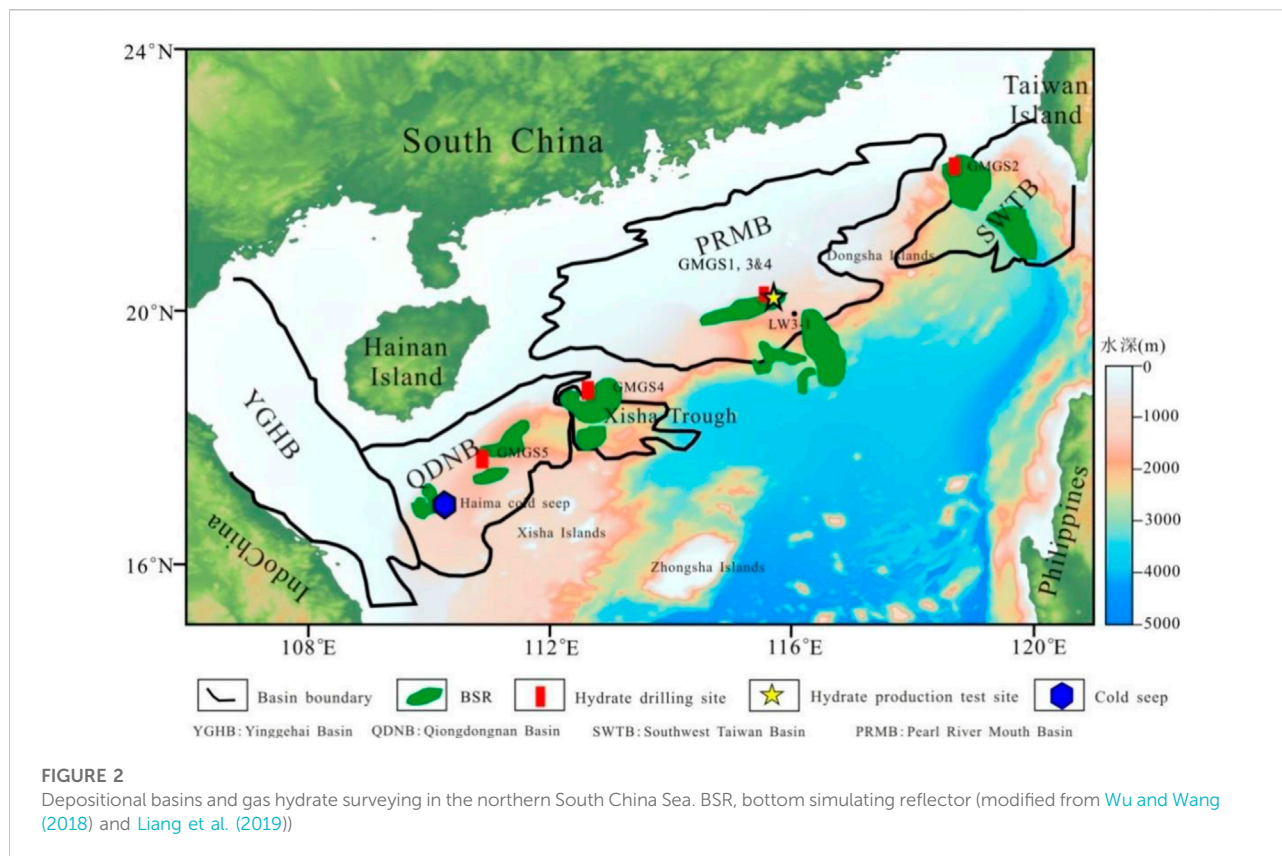 24°N
Taiwan
Island
South China
GMGS2
SWTB
PRMB
Dongsha Islands
GMGS1, 3&4
20°N
LW3-1
水深(m)
Hainan
Island
0
1000
2000
3000
4000
5000
GMGS4
Xisha Trough
YGHB
QDNB
GMGS5
Haima cold seep
Xisha Islands
IndoChina
16°N
Zhongsha Islands
Philippines
108°E
112°E
116°E
120°E
Basin boundary
BSR
Hydrate drilling site
Hydrate production test site
Cold seep
YGHB:Yinggehai Basin QDNB:Qiongdongnan Basin SWTB:Southwest Taiwan Basin PRMB:Pearl River Mouth Basin
FIGURE 2
Depositional basins and gas hydrate surveying in the northern South China Sea. BSR, bottom simulating reflector (modified from Wu and Wang
(2018) and Liang et al. (2019))